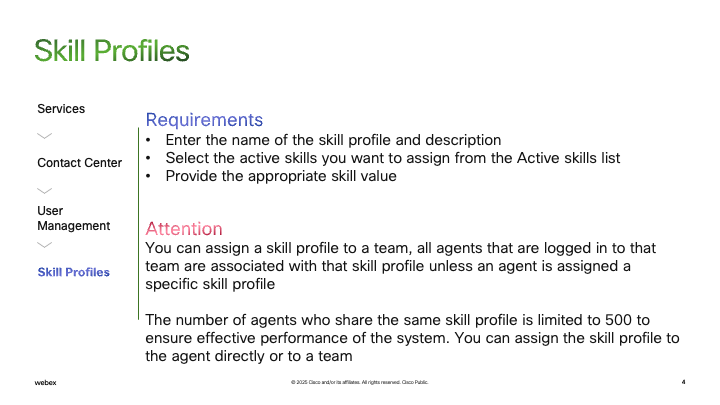 Skill Profiles
Services
Contact Center
User
Management
Skill Profiles
Requirements
• Enter the name of the skill profile and description
• Select the active skills you want to assign from the Active skills list
• Provide the appropriate skill value
Attention
You can assign a skill profile to a team, all agents that are logged in to that
team are associated with that skill profile unless an agent is assigned a
specific skill profile
The number of agents who share the same skill profile is limited to 500 to
ensure effective performance of the system. You can assign the skill profile to
the agent directly or to a team
webex
© 2025 Cisco and/or its affiliates. All rights reserved. Cisco Public.
4